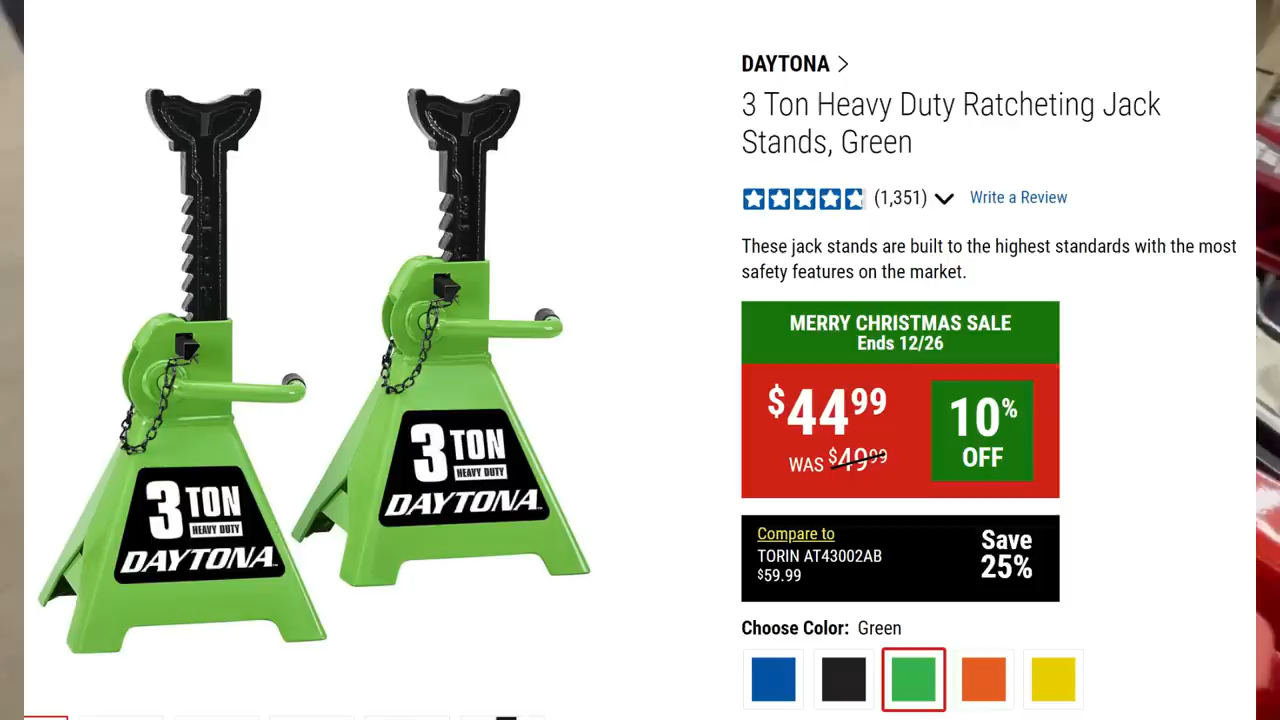 DAYTONA >
3 Ton Heavy Duty Ratcheting Jack
Stands, Green
(1,351)
Write a Review
These jack stands are built to the highest standards with the most
safety features on the market.
MERRY CHRISTMAS SALE
Ends 12/26
$44.99
WAS $49.99
10%
OFF
Compare to
TORIN AT43002AB
$59.99
Save
25%
Choose Color: Green
3 TON
HEAVY DUTY
DAYTONA™
3 TON
HEAVY DUTY
DAYTONA™